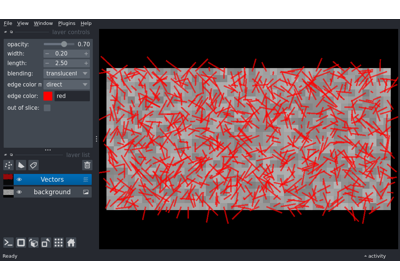 File View Window Plugins Help
layer controls
opacity: 0.70
width: 0.20
length: 2.50
blending: translucent
edge color m direct
edge color: red
out of slice:
layer list
Vectors
background
Ready activity